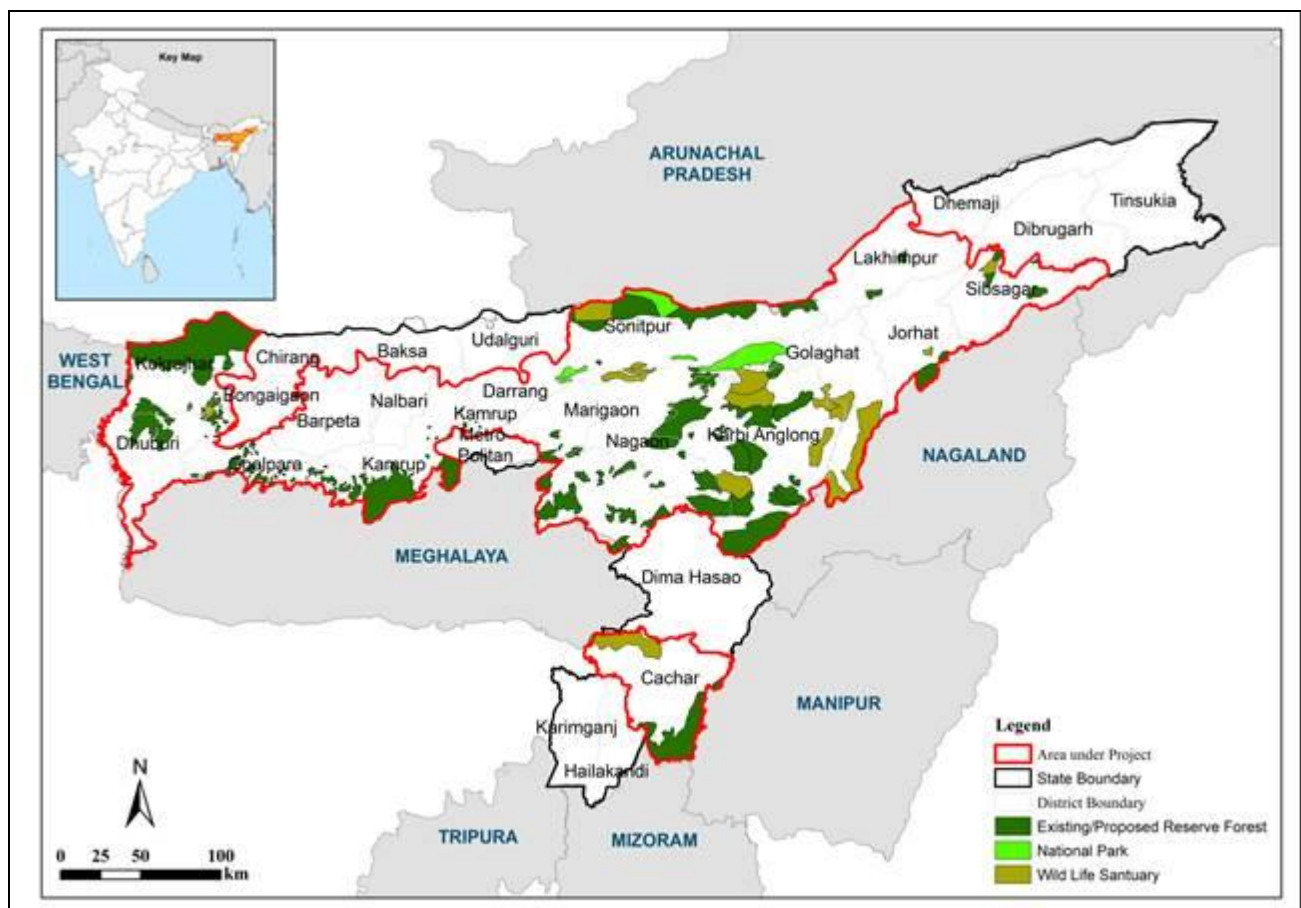 Key Map
ARUNACHAL
PRADESH
Dhemaji
Tinsukia
Dibrugarh
Lakhimpur
Sibsagar
Sonitpur
Jorhat
Udalguri
Baksa
Chirang
Kokrajhar
WEST
BENGAL
Golaghat
Darrang
Bongaigaon
Nalbari
Marigaon
Barpeta
Kamrup
Metro
Politan
Nagaon
Karbi Anglong
Dhuburi
Goalpara
Kamrup
NAGALAND
MEGHALAYA
Dima Hasao
Cachar
MANIPUR
Karimganj
Hailakandi
TRIPURA
MIZORAM
N
0 25 50 100
km
Legend
Area under Project
State Boundary
District Boundary
Existing/Proposed Reserve Forest
National Park
Wild Life Santuary